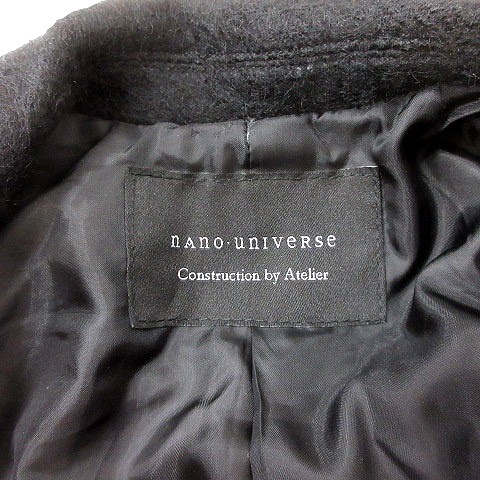 nAno·universe
Construction by Atelier